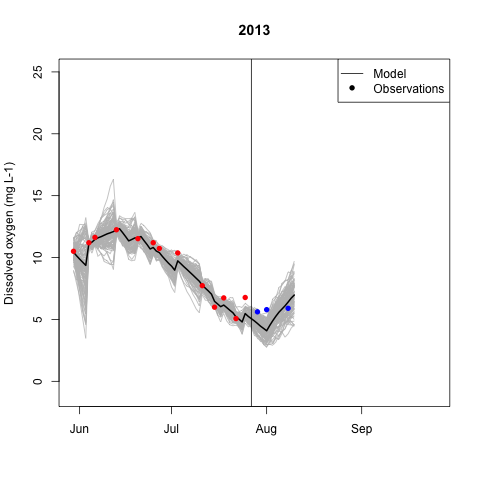 2013
Model
Observations
Dissolved oxygen (mg L-1)
25
20
15
10
5
0
Jun
Jul
Aug
Sep